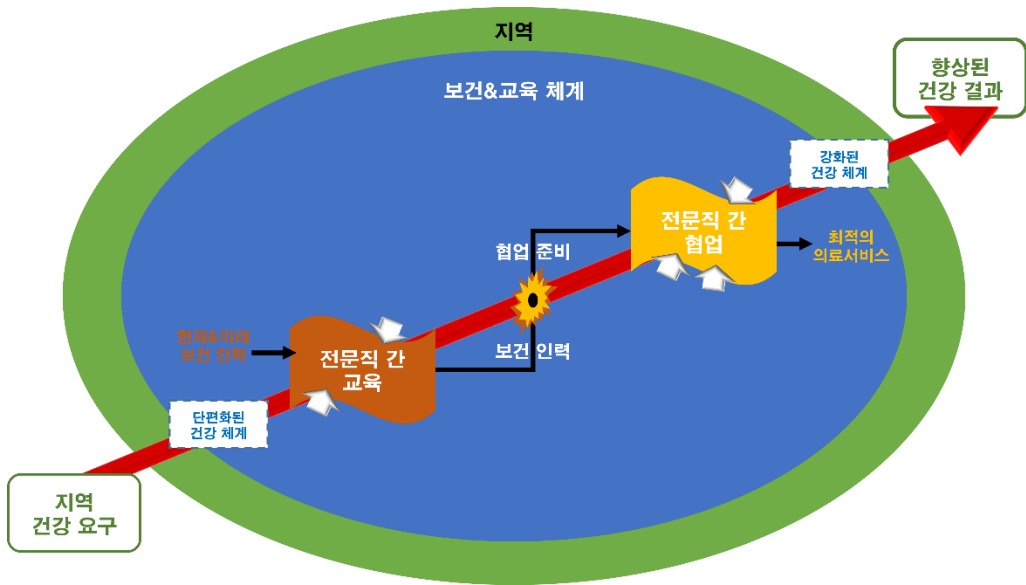 지역
보건&교육 체계
향상된
건강 결과
강화된
건강 체계
전문직 간
협업
최적의
의료서비스
협업 준비
보건 인력
현재&미래
보건 인력
전문직 간
교육
단편화된
건강 체계
지역
건강 요구